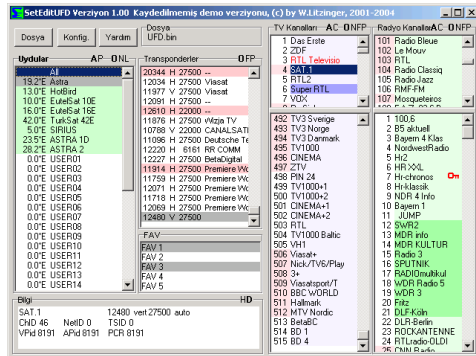 SetEditUFD Verziyon 1.00 Kaydedilmemiş demo verziyonu, (c) by W.Litzinger, 2001-2004
Dosya
Konfig.
Yardım
Dosya
UFD.bin
Uydular AP ONL
All
19.2°E Astra
13.0°E HotBird
10.0°E EutelSat 10E
16.0°E EutelSat 16E
42.0°E TurkSat 42E
5.0°E SIRIUS
23.5°E ASTRA 1D
28.2°E ASTRA 2
0.0°E USER01
0.0°E USER02
0.0°E USER03
0.0°E USER04
0.0°E USER05
0.0°E USER06
0.0°E USER07
0.0°E USER08
0.0°E USER09
0.0°E USER10
0.0°E USER11
0.0°E USER12
0.0°E USER13
0.0°E USER14
Transponderler OFP
20344 H 27500 --
12034 H 27500 Viasat
11977 V 27500 Viasat
12091 H 27500 --
12610 H 22000 --
11876 H 27500 Wizja TV
10788 V 22000 CANALSATI
11096 H 27500 Deutsche Te
12220 H 6161 RR COMM
12227 H 27500 BetaDigital
11914 H 27500 Premiere Wo
11759 H 27500 Premiere Wo
12071 H 27500 Premiere Wo
11718 H 27500 Premiere Wo
12069 H 27500 Premiere Wo
12480 V 27500
FAV
FAV 1
FAV 2
FAV 3
FAV 4
FAV 5
Bilgi HD
SAT.1 12480 vert 27500 auto
ChID 46 NetID 0 TSID 0
VPid 8191 APid 8191 PCR 8191
TV Kanalları AC ONFP
1 Das Erste
2 ZDF
3 RTL Televisio
4 SAT.1
5 RTL2
6 Super RTL
7 VOX
492 TV3 Sverige
493 TV3 Norge
494 TV3 Danmark
495 TV1000
496 CINEMA
497 ZTV
498 PIN 24
499 TV1000+1
500 TV1000+2
501 CINEMA+1
502 CINEMA+2
503 RTL
504 TV1000 Baltic
505 VH1
506 Viasat+
507 Nick/TV6/Play
508 3+
509 Viasatsport/T
510 BBC WORLD
511 Hallmark
512 MTV Nordic
513 BetaBC
514 BD 1
515 BD 4
Radyo Kanalları AC ONFP
101 Radio Bleue
102 Le Mouv
103 RTL
104 Radio Classiq
105 Radio Jazz
106 RMF-FM
107 Mosqueteiros
1 100,6
2 B5 aktuell
3 Bayern 4 Klas
4 NordwestRadio
5 Hr2
6 HR XXL
7 Hr-chronos
8 Hr-klassik
9 NDR 4 Info
10 Bayern 1
11 JUMP
12 SWR2
13 MDR info
14 MDR KULTUR
15 Radio 3
16 SPUTNIK
17 RADIOmultikul
18 WDR Radio 5
19 WDR 3
20 Fritz
21 DLF-Köln
22 DLR-Berlin
23 ROCKANTENNE
24 RTLradio-OLDI
25 CNN Radio